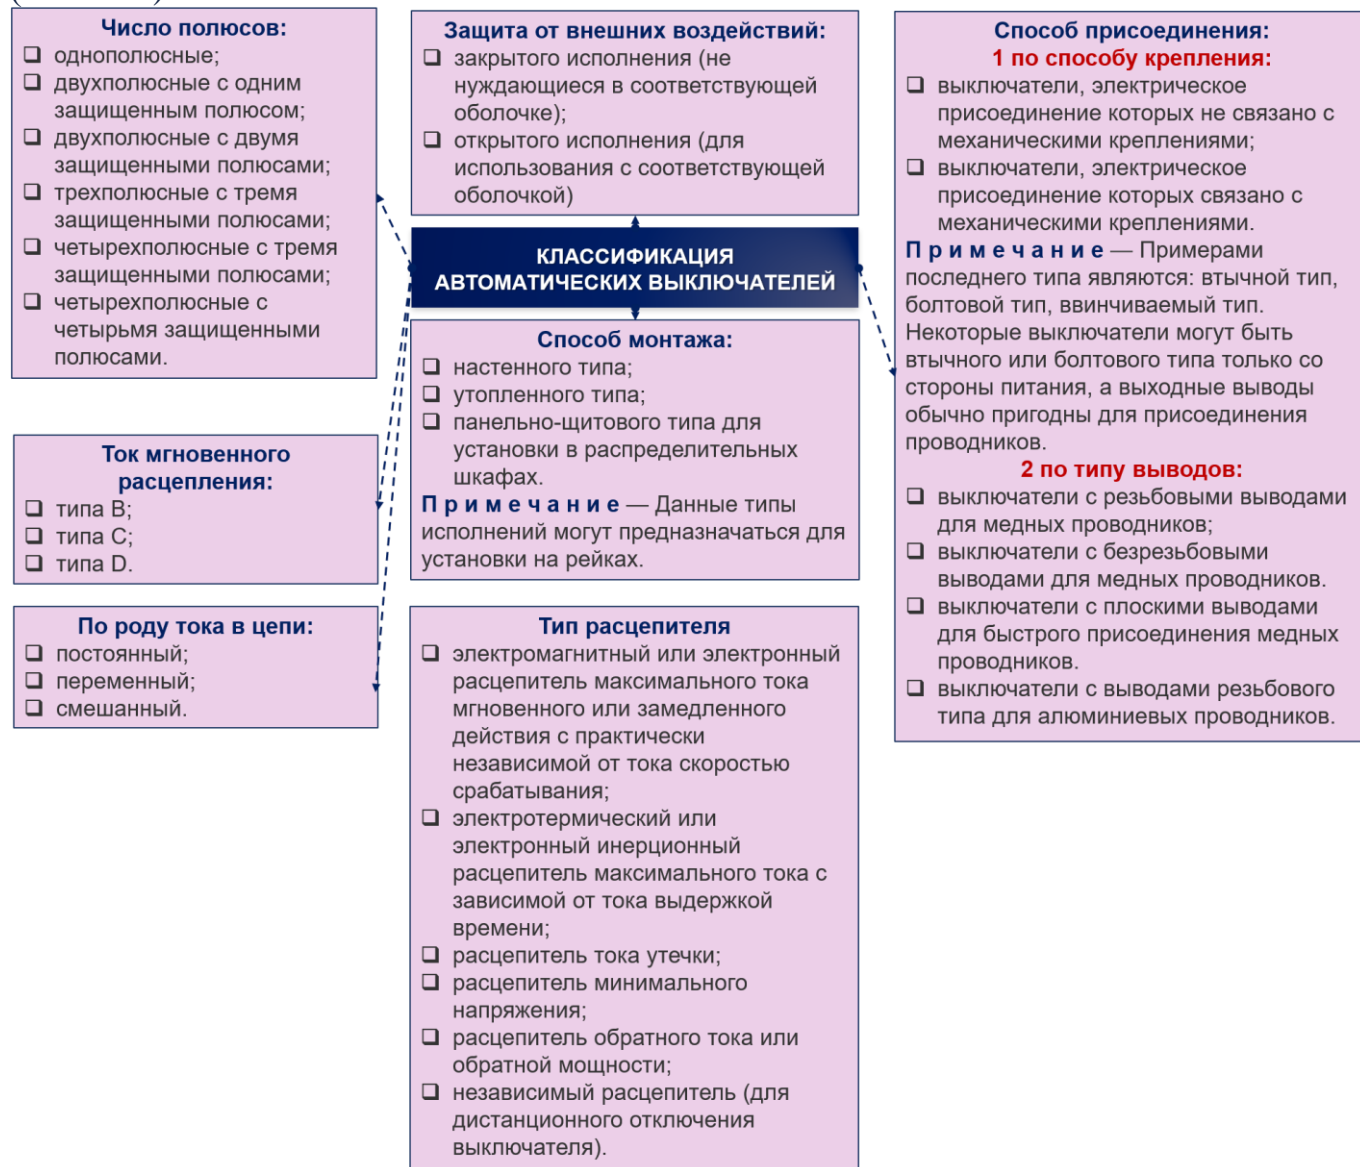 Число полюсов:
❑ однополюсные;
❑ двухполюсные с одним
защищенным полюсом;
❑ двухполюсные с двумя
защищенными полюсами;
❑ трехполюсные с тремя
защищенными полюсами;
❑ четырехполюсные с тремя
защищенными полюсами;
❑ четырехполюсные с
четырьмя защищенными
полюсами.
Ток мгновенного
расцепления:
❑ типа B;
❑ типа C;
❑ типа D.
По роду тока в цепи:
❑ постоянный;
❑ переменный;
❑ смешанный.
Защита от внешних воздействий:
❑ закрытого исполнения (не
нуждающиеся в соответствующей
оболочке);
❑ открытого исполнения (для
использования с соответствующей
оболочкой)
КЛАССИФИКАЦИЯ
АВТОМАТИЧЕСКИХ ВЫКЛЮЧАТЕЛЕЙ
Способ монтажа:
❑ настенного типа;
❑ утопленного типа;
❑ панельно-щитового типа для
установки в распределительных
шкафах.
П р и м е ч а н и е — Данные типы
исполнений могут предназначаться для
установки на рейках.
Тип расцепителя
❑ электромагнитный или электронный
расцепитель максимального тока
мгновенного или замедленного
действия с практически
независимой от тока скоростью
срабатывания;
❑ электротермический или
электронный инерционный
расцепитель максимального тока с
зависимой от тока выдержкой
времени;
❑ расцепитель тока утечки;
❑ расцепитель минимального
напряжения;
❑ расцепитель обратного тока или
обратной мощности;
❑ независимый расцепитель (для
дистанционного отключения
выключателя).
Способ присоединения:
1 по способу крепления:
❑ выключатели, электрическое
присоединение которых не связано с
механическими креплениями;
❑ выключатели, электрическое
присоединение которых связано с
механическими креплениями.
П р и м е ч а н и е — Примерами
последнего типа являются: втычной тип,
болтовой тип, ввинчиваемый тип.
Некоторые выключатели могут быть
втычного или болтового типа только со
стороны питания, а выходные выводы
обычно пригодны для присоединения
проводников.
2 по типу выводов:
❑ выключатели с резьбовыми выводами
для медных проводников;
❑ выключатели с безрезьбовыми
выводами для медных проводников.
❑ выключатели с плоскими выводами
для быстрого присоединения медных
проводников.
❑ выключатели с выводами резьбового
типа для алюминиевых проводников.